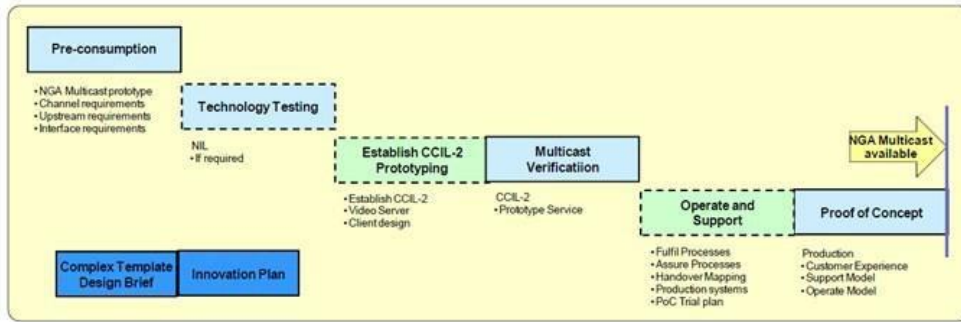 Pre-consumption
•NGA Multicast prototype
•Channel requirements
•Upstream requirements
•Interface requirements
Technology Testing
NIL
•If required
Establish CCIL-2
Prototyping
•Establish CCIL-2
•Video Server
•Client design
Multicast
Verificatiion
CCIL-2
•Prototype Service
Operate and
Support
•Fulfil Processes
•Assure Processes
•Handover Mapping
•Production systems
•PoC Trial plan
NGA Multicast
available
Proof of Concept
Production
•Customer Experience
•Support Model
•Operate Model
Complex Template
Design Brief
Innovation Plan